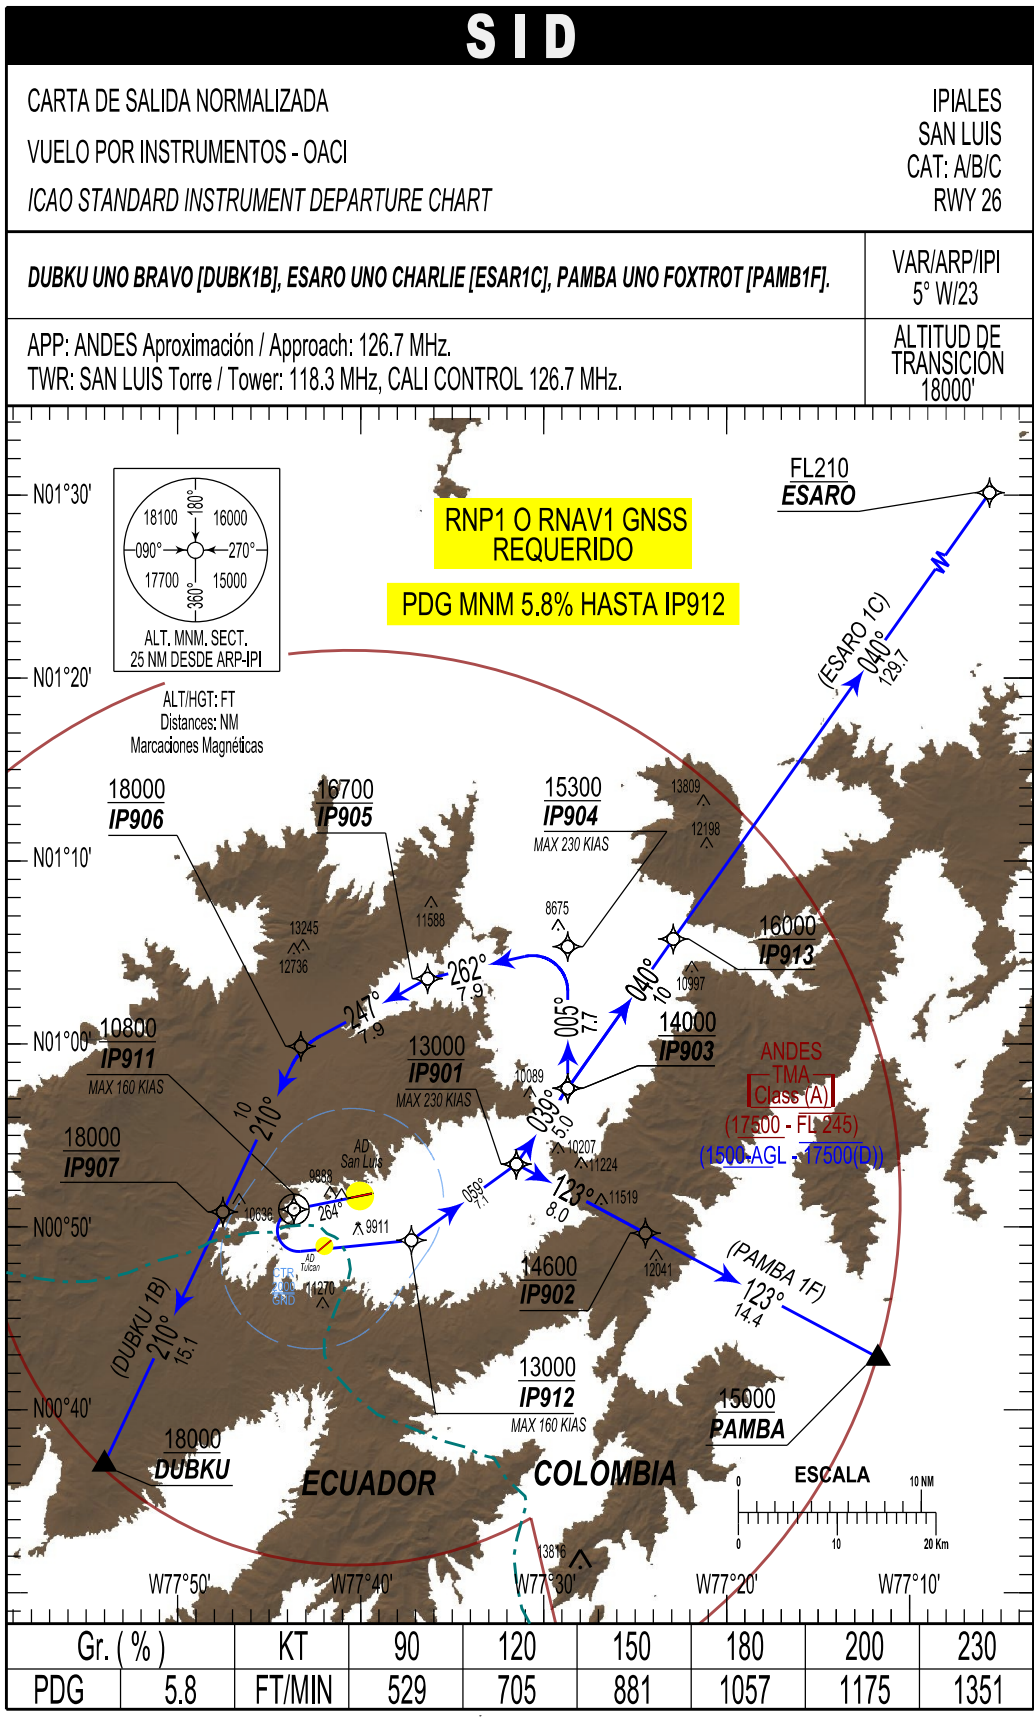 SID
CARTA DE SALIDA NORMALIZADA
VUELO POR INSTRUMENTOS - OACI
ICAO STANDARD INSTRUMENT DEPARTURE CHART
IPIALES
SAN LUIS
CAT: A/B/C
RWY 26
DUBKU UNO BRAVO [DUBK1B], ESARO UNO CHARLIE [ESAR1C], PAMBA UNO FOXTROT [PAMB1F].
VAR/ARP/IPI
5° W/23
APP: ANDES Aproximación / Approach: 126.7 MHz.
TWR: SAN LUIS Torre / Tower: 118.3 MHz, CALI CONTROL 126.7 MHz.
ALTITUD DE
TRANSICIÓN
18000'
N01°30'
18100
180°
16000
090°
270°
17700
360°
15000
ALT. MNM. SECT.
25 NM DESDE ARP-IPI
RNP1 O RNAV1 GNSS
REQUERIDO
PDG MNM 5.8% HASTA IP912
FL210
ESARO
N01°20'
ALT/HGT: FT
Distances: NM
Marcaciones Magnéticas
(ESARO 1C)
040°
129.7
18000
IP906
16700
IP905
15300
IP904
MAX 230 KIAS
13809
12198
N01°10'
11588
8675
13245
12736
16000
IP913
10997
262°
7.9
247°
7.9
040°
10
005°
7.7
N01°00'
10800
IP911
MAX 160 KIAS
13000
IP901
MAX 230 KIAS
14000
IP903
10089
039°
5.0
10207
11224
ANDES
TMA
Class (A)
(17500 - FL 245)
(1500-AGL - 17500(D))
10
210°
18000
IP907
AD
San Luis
9888
264°
10636
9911
059°
7.1
123°
8.0
11519
12041
N00°50'
AD
Tulcan
CTR
GND
11270
14600
IP902
(PAMBA 1F)
123°
14.4
(DUBKU 1B)
210°
15.1
13000
IP912
MAX 160 KIAS
15000
PAMBA
N00°40'
18000
DUBKU
ECUADOR
COLOMBIA
ESCALA
0
10 NM
0
10
20 Km
13816
W77°50'
W77°40'
W77°30'
W77°20'
W77°10'
Gr. ( % ) KT 90 120 150 180 200 230
PDG 5.8 FT/MIN 529 705 881 1057 1175 1351